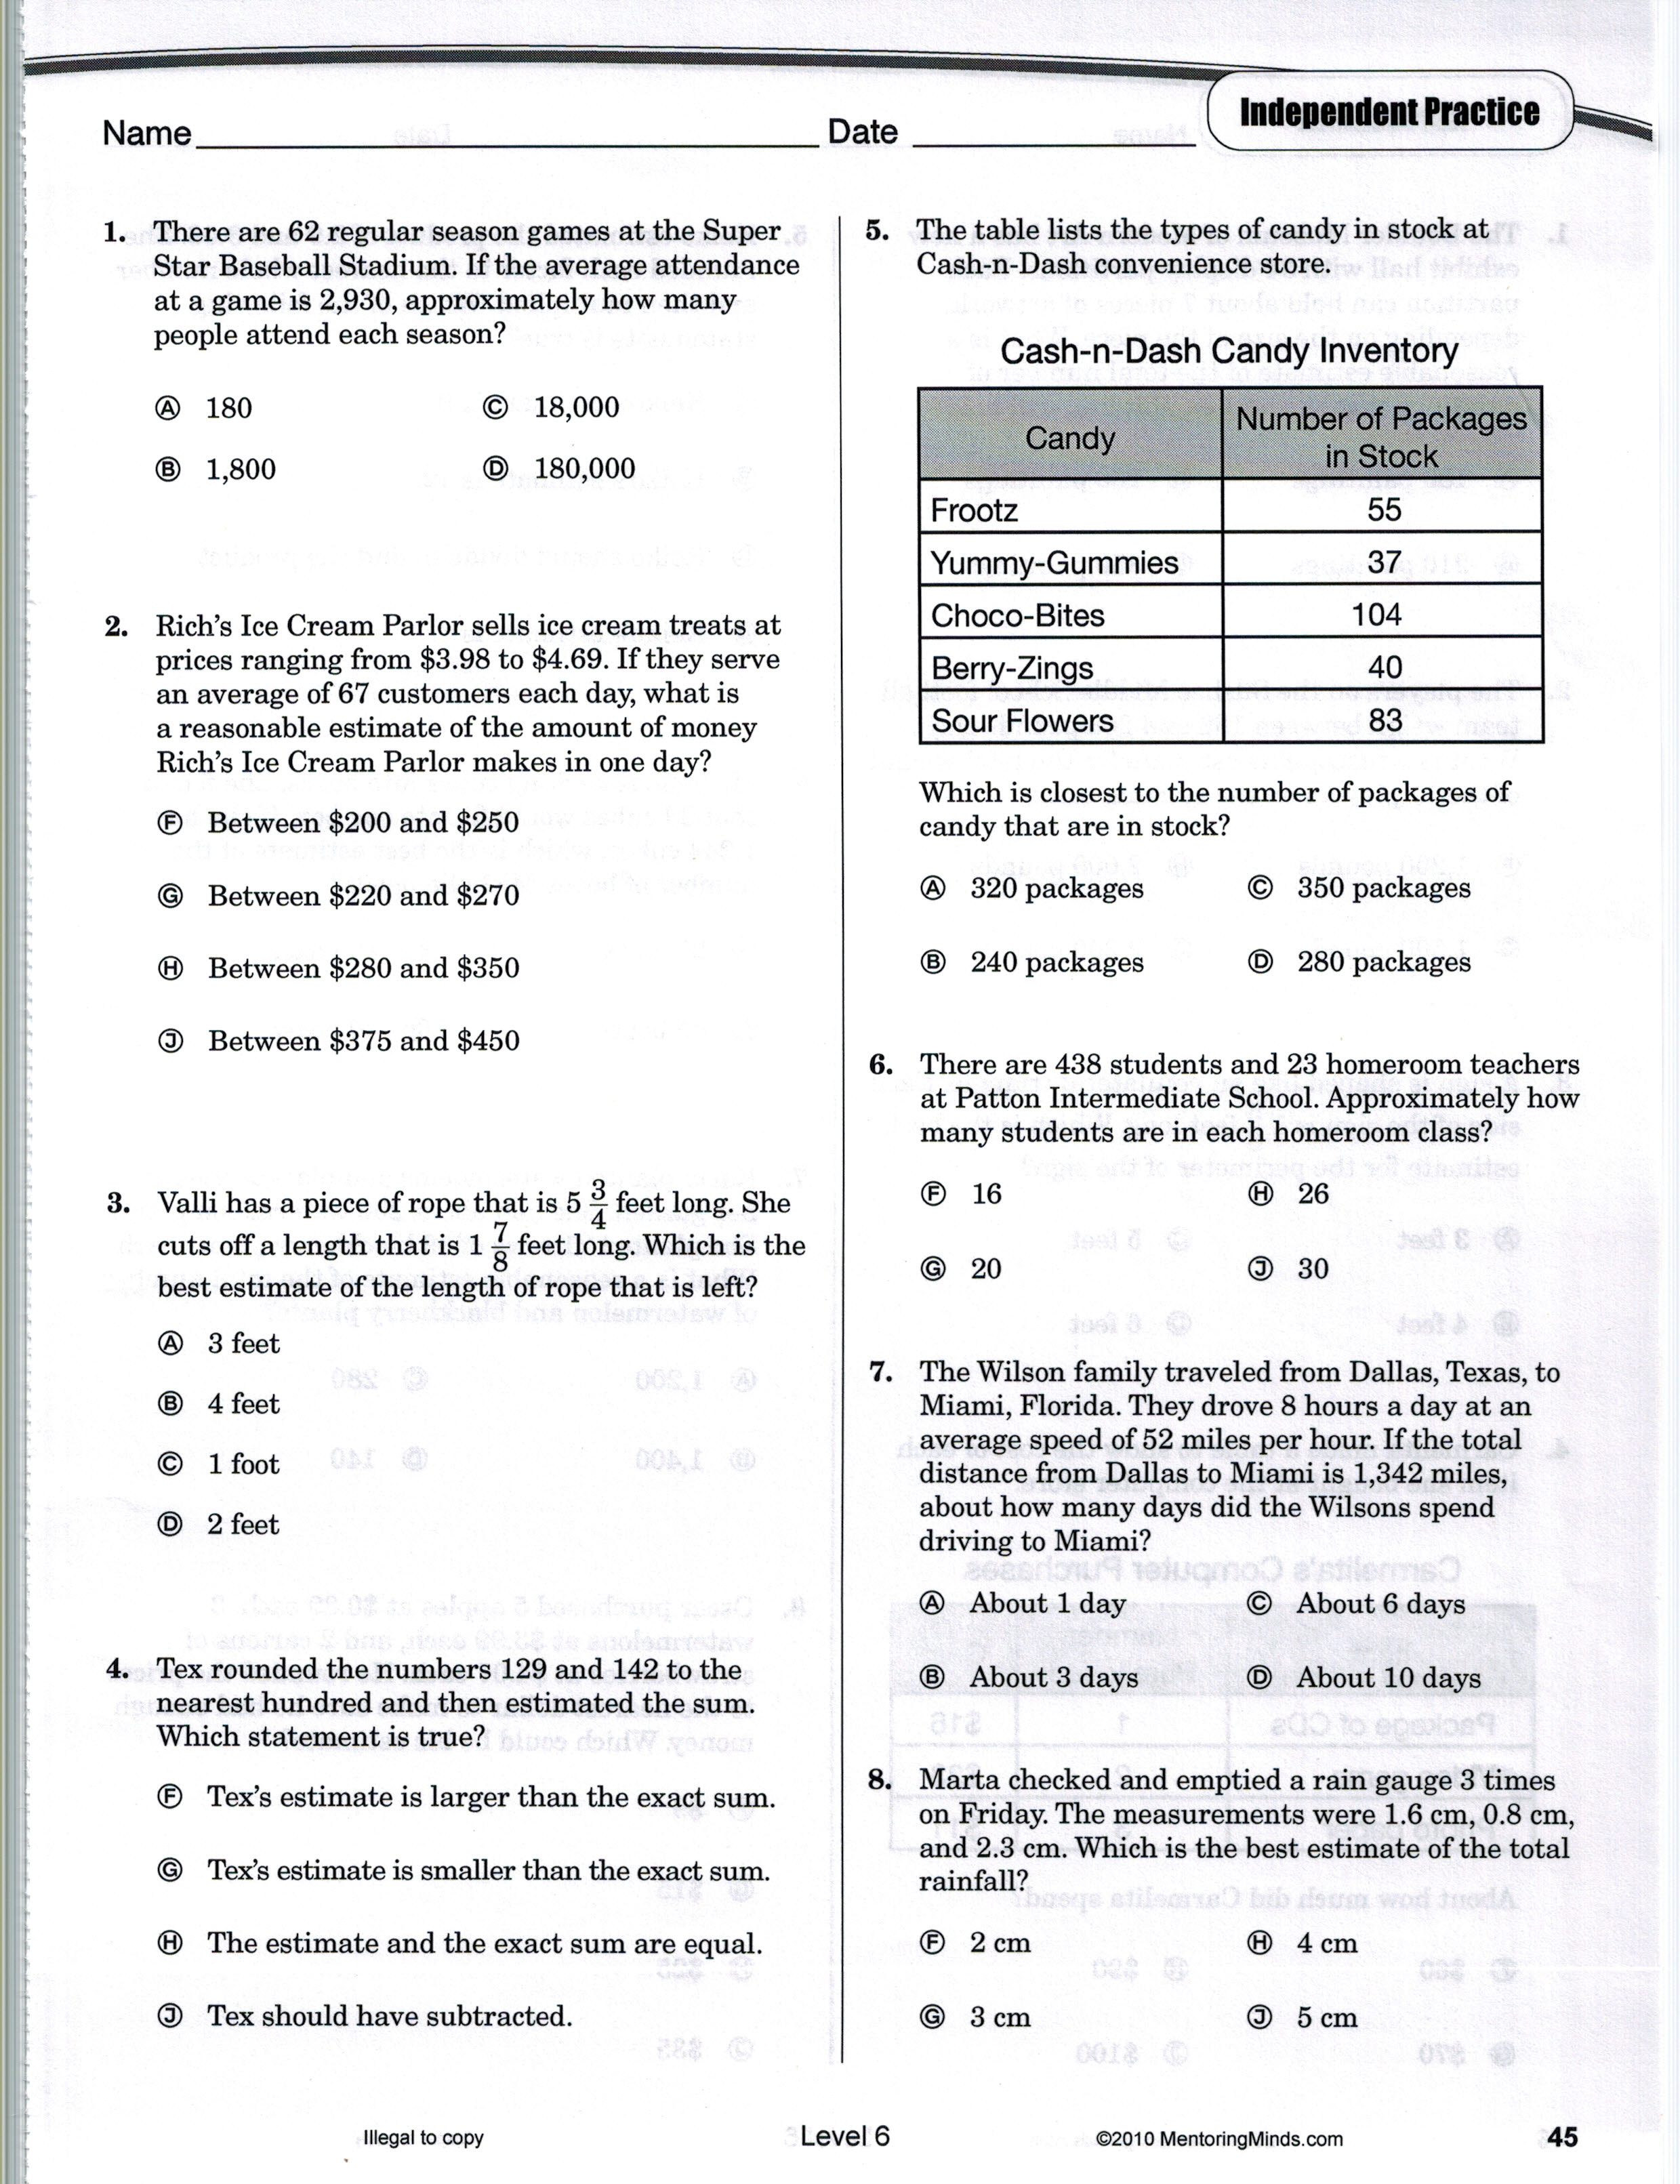 Independent Practice
Name Date
1. There are 62 regular season games at the Super
Star Baseball Stadium. If the average attendance
at a game is 2,930, approximately how many
people attend each season?
Ⓐ 180 Ⓒ 18,000
Ⓑ 1,800 Ⓓ 180,000
2. Rich's Ice Cream Parlor sells ice cream treats at
prices ranging from $3.98 to $4.69. If they serve
an average of 67 customers each day, what is
a reasonable estimate of the amount of money
Rich's Ice Cream Parlor makes in one day?
Ⓕ Between $200 and $250
Ⓖ Between $220 and $270
Ⓗ Between $280 and $350
Ⓙ Between $375 and $450
3. Valli has a piece of rope that is 5 3/4 feet long. She
cuts off a length that is 1 7/8 feet long. Which is the
best estimate of the length of rope that is left?
Ⓐ 3 feet
Ⓑ 4 feet
Ⓒ 1 foot
Ⓓ 2 feet
4. Tex rounded the numbers 129 and 142 to the
nearest hundred and then estimated the sum.
Which statement is true?
Ⓕ Tex's estimate is larger than the exact sum.
Ⓖ Tex's estimate is smaller than the exact sum.
Ⓗ The estimate and the exact sum are equal.
Ⓙ Tex should have subtracted.
5. The table lists the types of candy in stock at
Cash-n-Dash convenience store.
Cash-n-Dash Candy Inventory
Candy Number of Packages
in Stock
Frootz 55
Yummy-Gummies 37
Choco-Bites 104
Berry-Zings 40
Sour Flowers 83
Which is closest to the number of packages of
candy that are in stock?
Ⓐ 320 packages Ⓒ 350 packages
Ⓑ 240 packages Ⓓ 280 packages
6. There are 438 students and 23 homeroom teachers
at Patton Intermediate School. Approximately how
many students are in each homeroom class?
Ⓕ 16 Ⓗ 26
Ⓖ 20 Ⓙ 30
7. The Wilson family traveled from Dallas, Texas, to
Miami, Florida. They drove 8 hours a day at an
average speed of 52 miles per hour. If the total
distance from Dallas to Miami is 1,342 miles,
about how many days did the Wilsons spend
driving to Miami?
Ⓐ About 1 day Ⓒ About 6 days
Ⓑ About 3 days Ⓓ About 10 days
8. Marta checked and emptied a rain gauge 3 times
on Friday. The measurements were 1.6 cm, 0.8 cm,
and 2.3 cm. Which is the best estimate of the total
rainfall?
Ⓕ 2 cm Ⓗ 4 cm
Ⓖ 3 cm Ⓙ 5 cm
Illegal to copy Level 6 ©2010 MentoringMinds.com 45